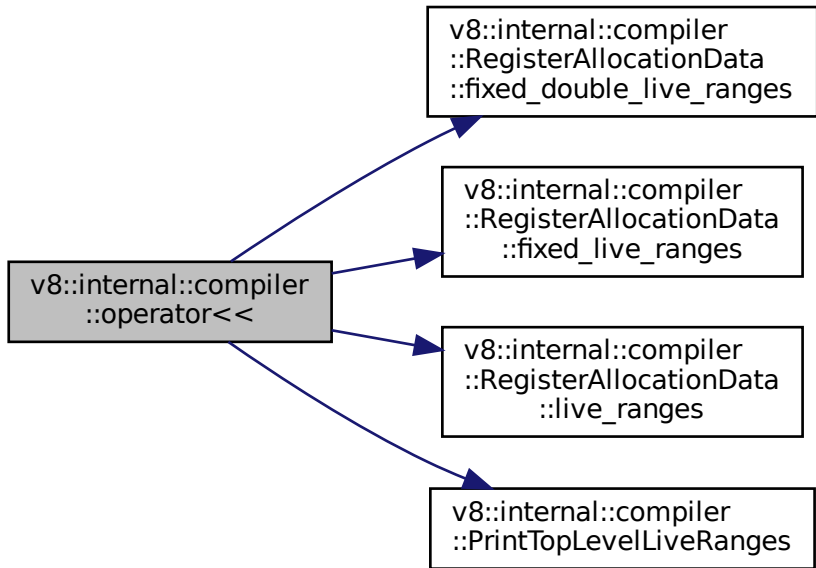 v8::internal::compiler
::RegisterAllocationData
::fixed_double_live_ranges
v8::internal::compiler
::RegisterAllocationData
::fixed_live_ranges
v8::internal::compiler
::operator<<
v8::internal::compiler
::RegisterAllocationData
::live_ranges
v8::internal::compiler
::PrintTopLevelLiveRanges